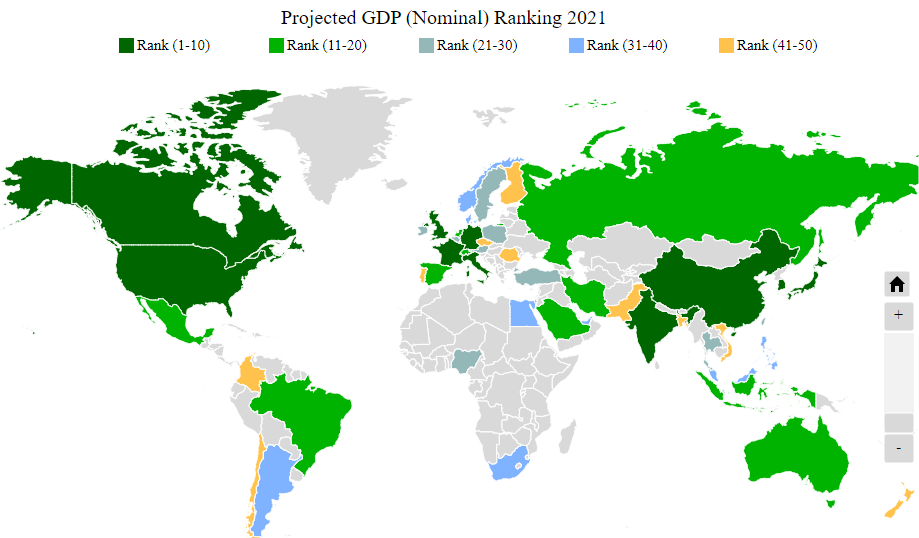 Projected GDP (Nominal) Ranking 2021
Rank (1-10) Rank (11-20) Rank (21-30) Rank (31-40) Rank (41-50)
+
-